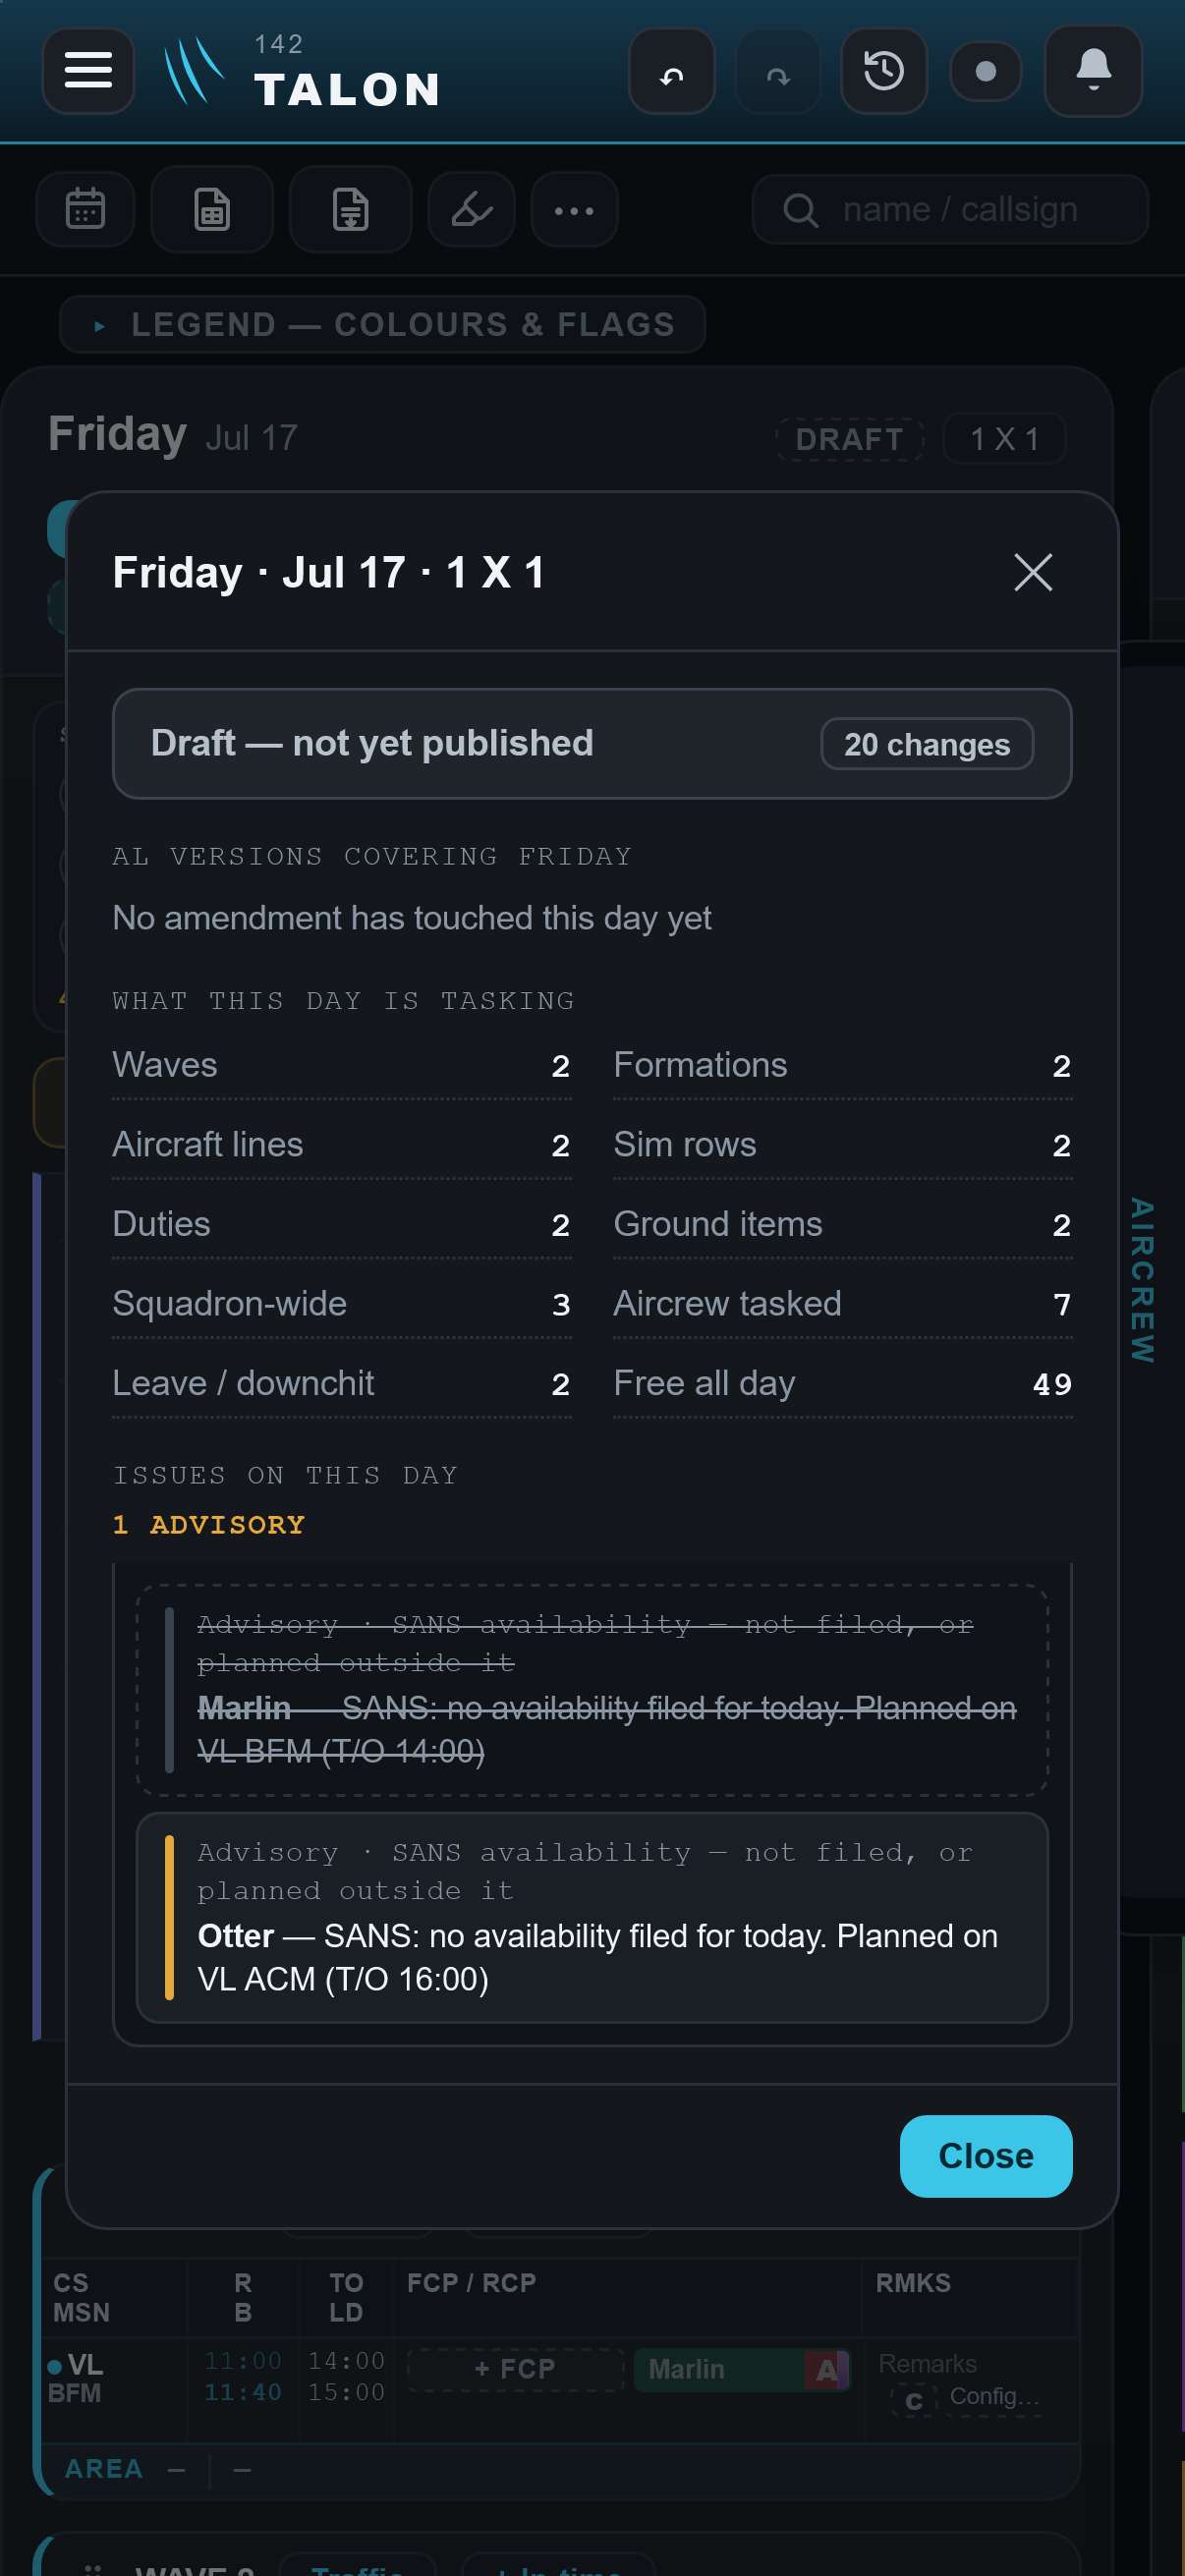 142
TALON
name / callsign
▸ LEGEND — COLOURS & FLAGS
Friday Jul 17 DRAFT 1 X 1
Friday · Jul 17 · 1 X 1
Draft — not yet published 20 changes
AL VERSIONS COVERING FRIDAY
No amendment has touched this day yet
WHAT THIS DAY IS TASKING
Waves 2 Formations 2
Aircraft lines 2 Sim rows 2
Duties 2 Ground items 2
Squadron-wide 3 Aircrew tasked 7
Leave / downchit 2 Free all day 49
AIRCREW
ISSUES ON THIS DAY
1 ADVISORY
Advisory · SANS availability — not filed, or
planned outside it
Marlin — SANS: no availability filed for today. Planned on
VL BFM (T/O 14:00)
Advisory · SANS availability — not filed, or
planned outside it
Otter — SANS: no availability filed for today. Planned on
VL ACM (T/O 16:00)
Close
CS R TO FCP / RCP RMKS
MSN B LD
VL 11:00 14:00 + FCP Marlin A Remarks
BFM 11:40 15:00 C Config...
AREA — —
WAVE 2 Traffic + In-time